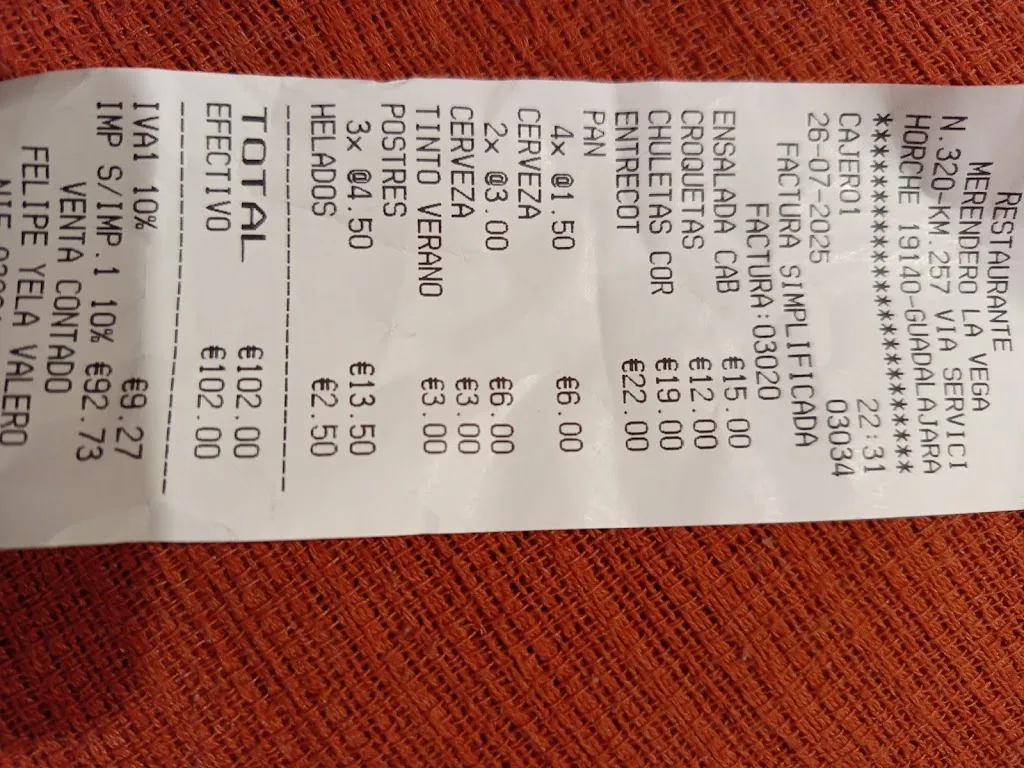 RESTAURANTE
MERENDERO LA VEGA
N.320-KM.257 VIA SERVICI
HORCHE 19140-GUADALAJARA
************************
CAJERO1 22:31
26-07-2025 03034
FACTURA SIMPLIFICADA
FACTURA:03020
ENSALADA CAB €15.00
CROQUETAS €12.00
CHULETAS COR €19.00
ENTRECOT €22.00
PAN
4x @1.50 €6.00
CERVEZA
2x @3.00 €6.00
CERVEZA €3.00
TINTO VERANO €3.00
POSTRES
3x @4.50 €13.50
HELADOS €2.50
------------------------
TOTAL €102.00
EFECTIVO €102.00
------------------------
IVA1 10% €9.27
IMP S/IMP.1 10% €92.73
VENTA CONTADO
FELIPE YELA VALERO